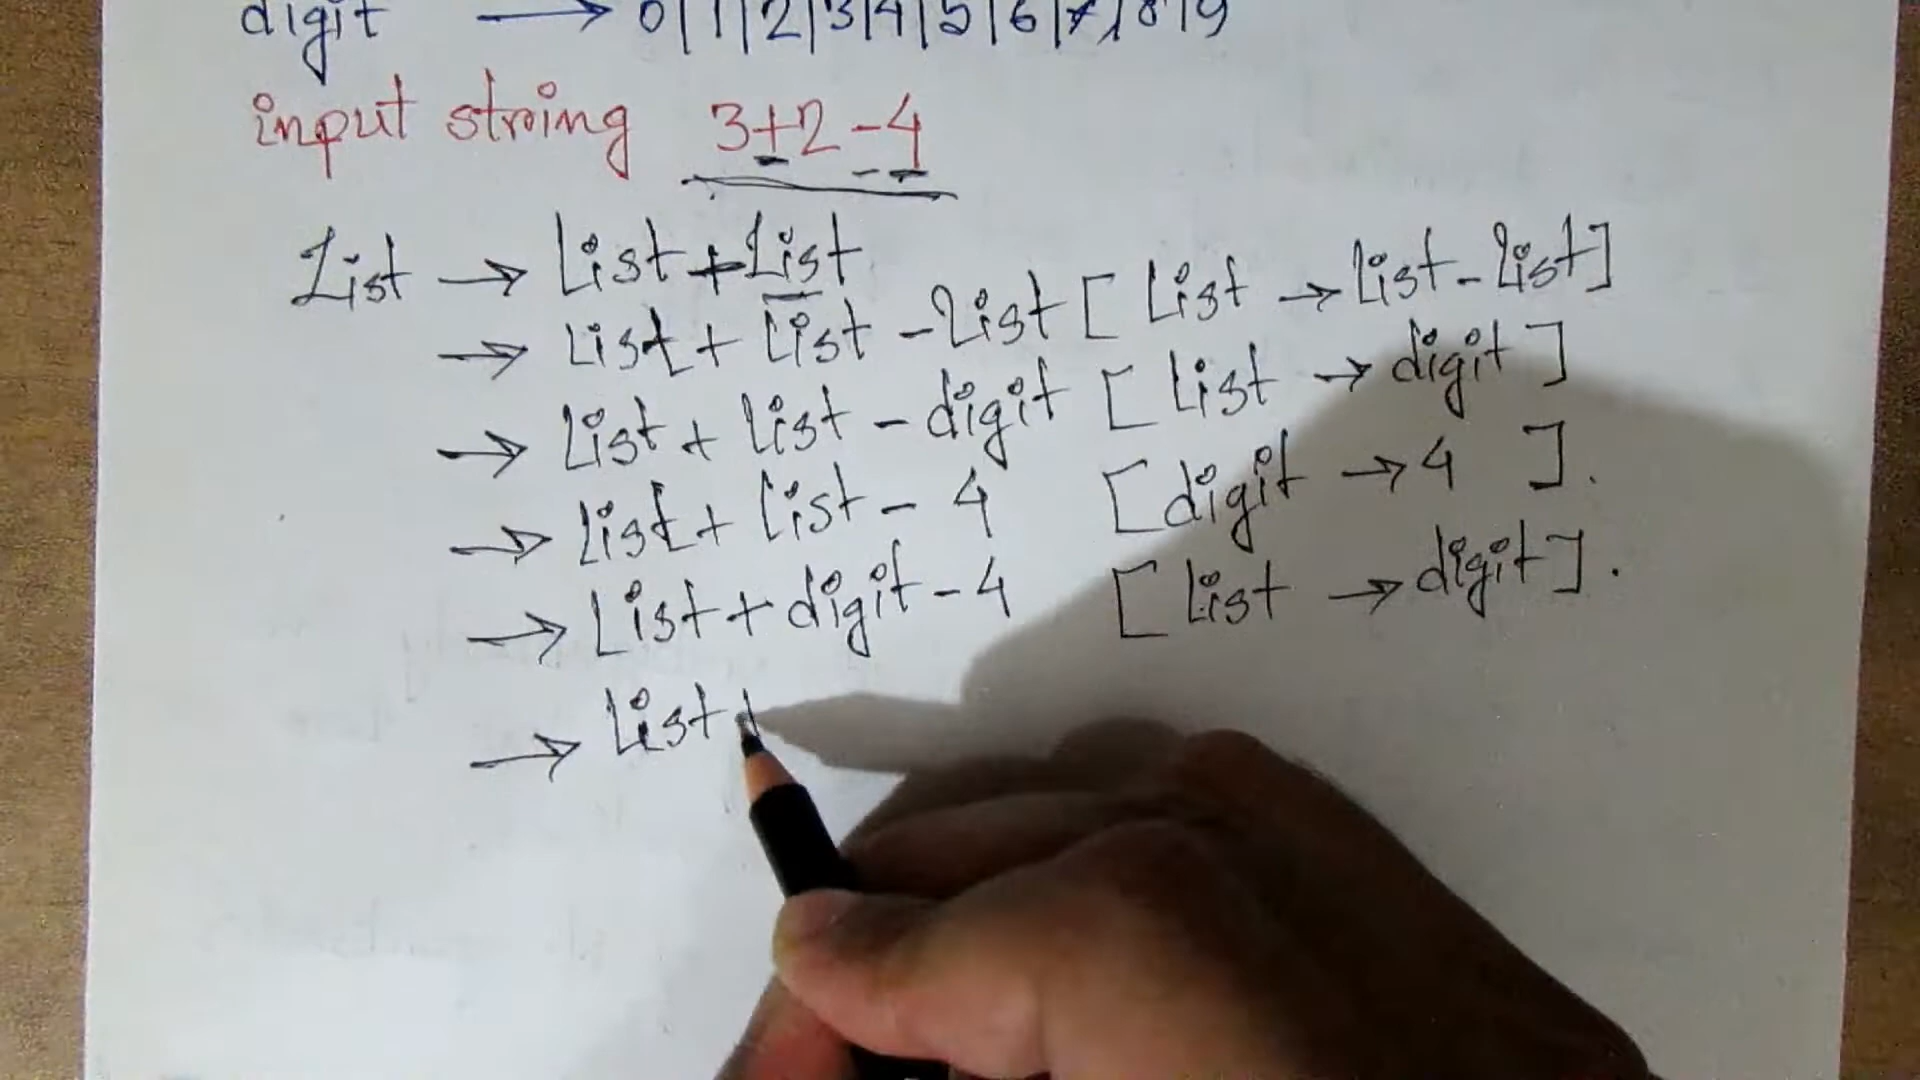 digit → 0|1|2|3|4|5|6|7|8|9
input string 3+2-4
List → List + List
→ List + List - List [ List → List - List ]
→ List + List - digit [ List → digit ]
→ List + List - 4 [ digit → 4 ].
→ List + digit - 4 [ List → digit ].
→ List